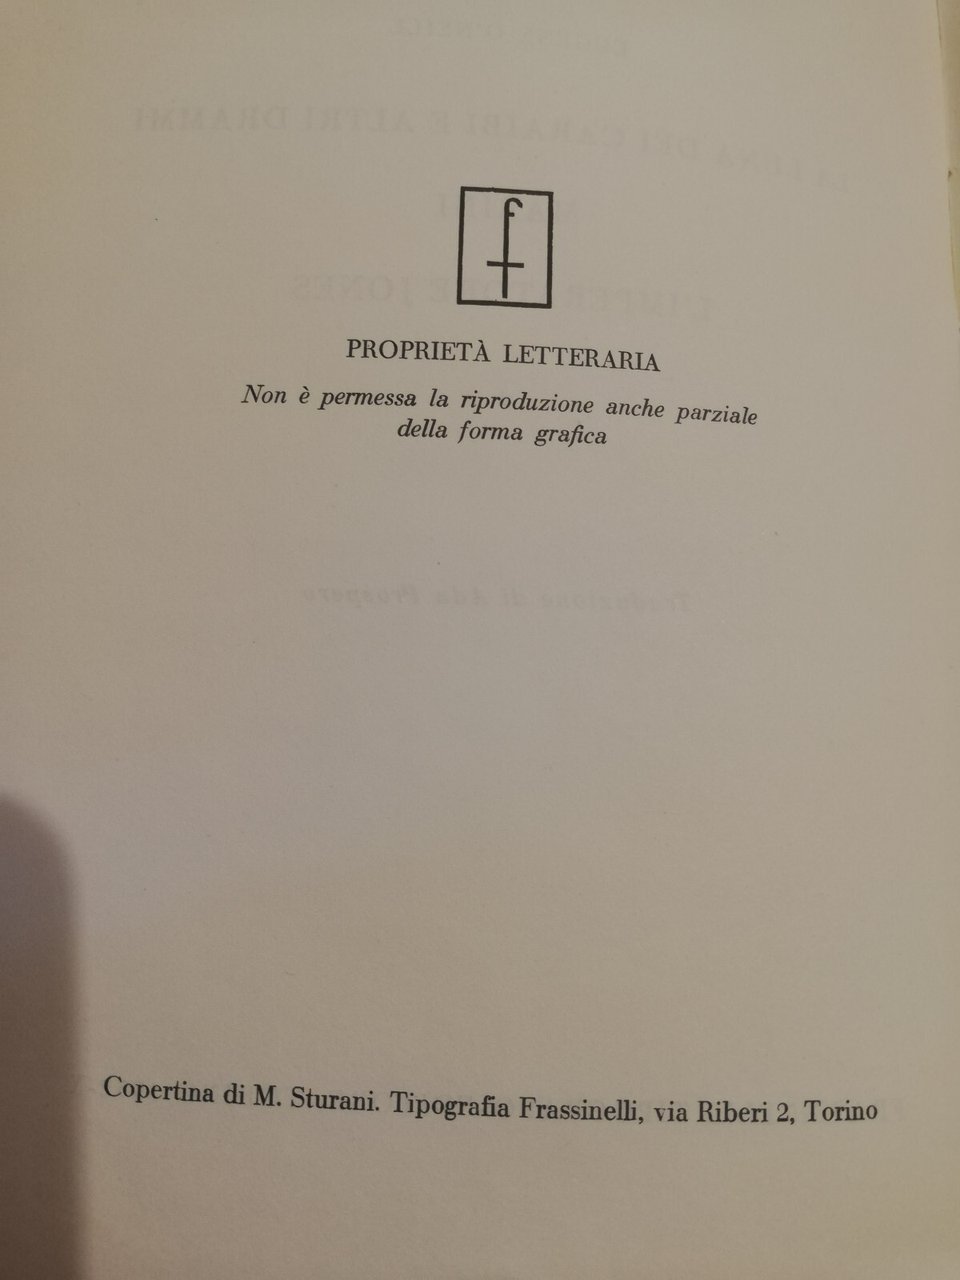 f
PROPRIETÀ LETTERARIA
Non è permessa la riproduzione anche parziale
della forma grafica
Copertina di M. Sturani. Tipografia Frassinelli, via Riberi 2, Torino